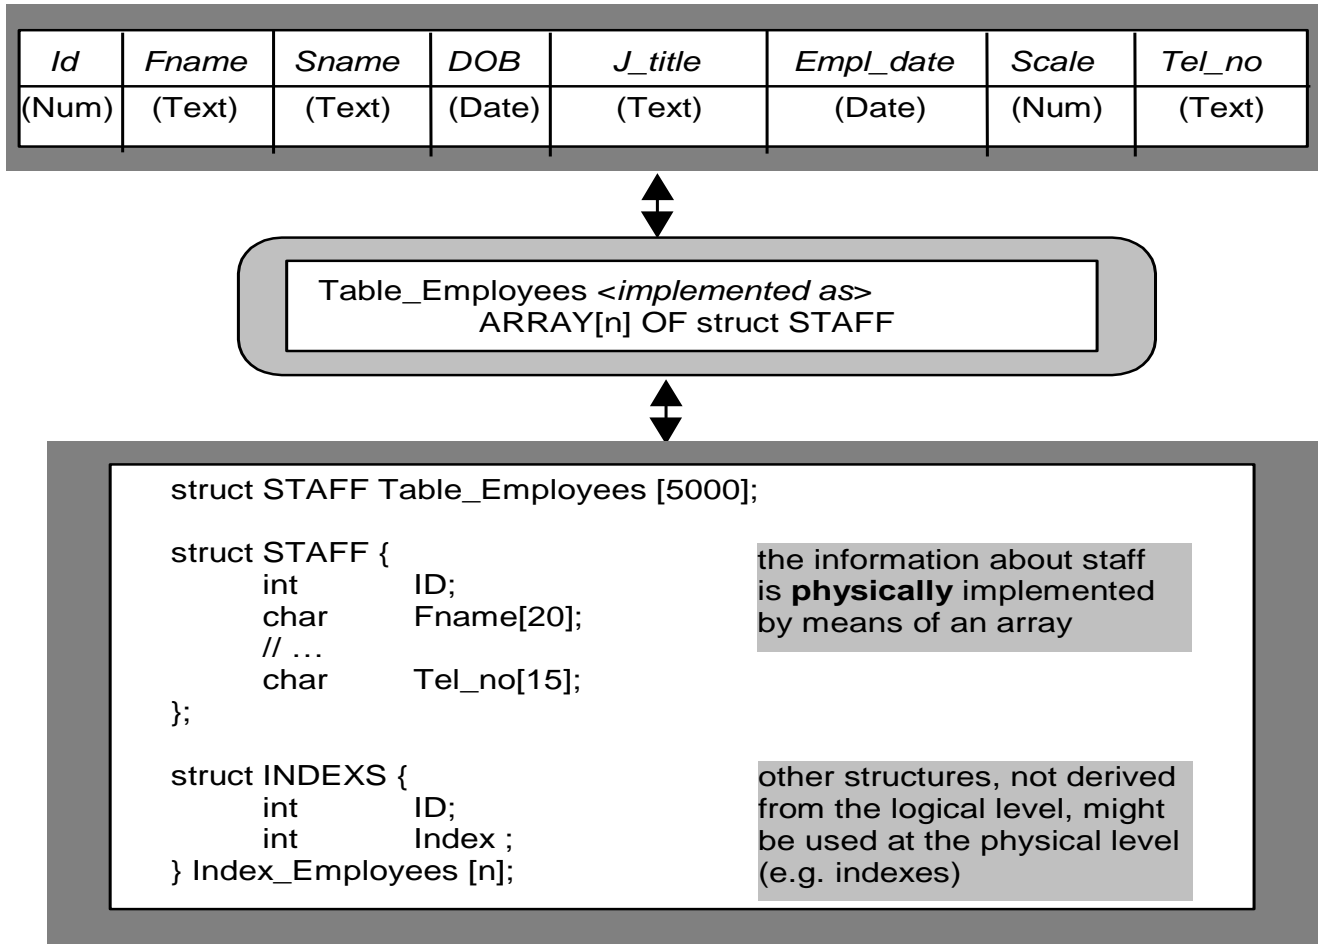 Id Fname Sname DOB J_title Empl_date Scale Tel_no
(Num) (Text) (Text) (Date) (Text) (Date) (Num) (Text)
Table_Employees <implemented as>
ARRAY[n] OF struct STAFF
struct STAFF Table_Employees [5000];
struct STAFF {
int ID;
char Fname[20];
// …
char Tel_no[15];
};
the information about staff
is physically implemented
by means of an array
struct INDEXS {
int ID;
int Index ;
} Index_Employees [n];
other structures, not derived
from the logical level, might
be used at the physical level
(e.g. indexes)